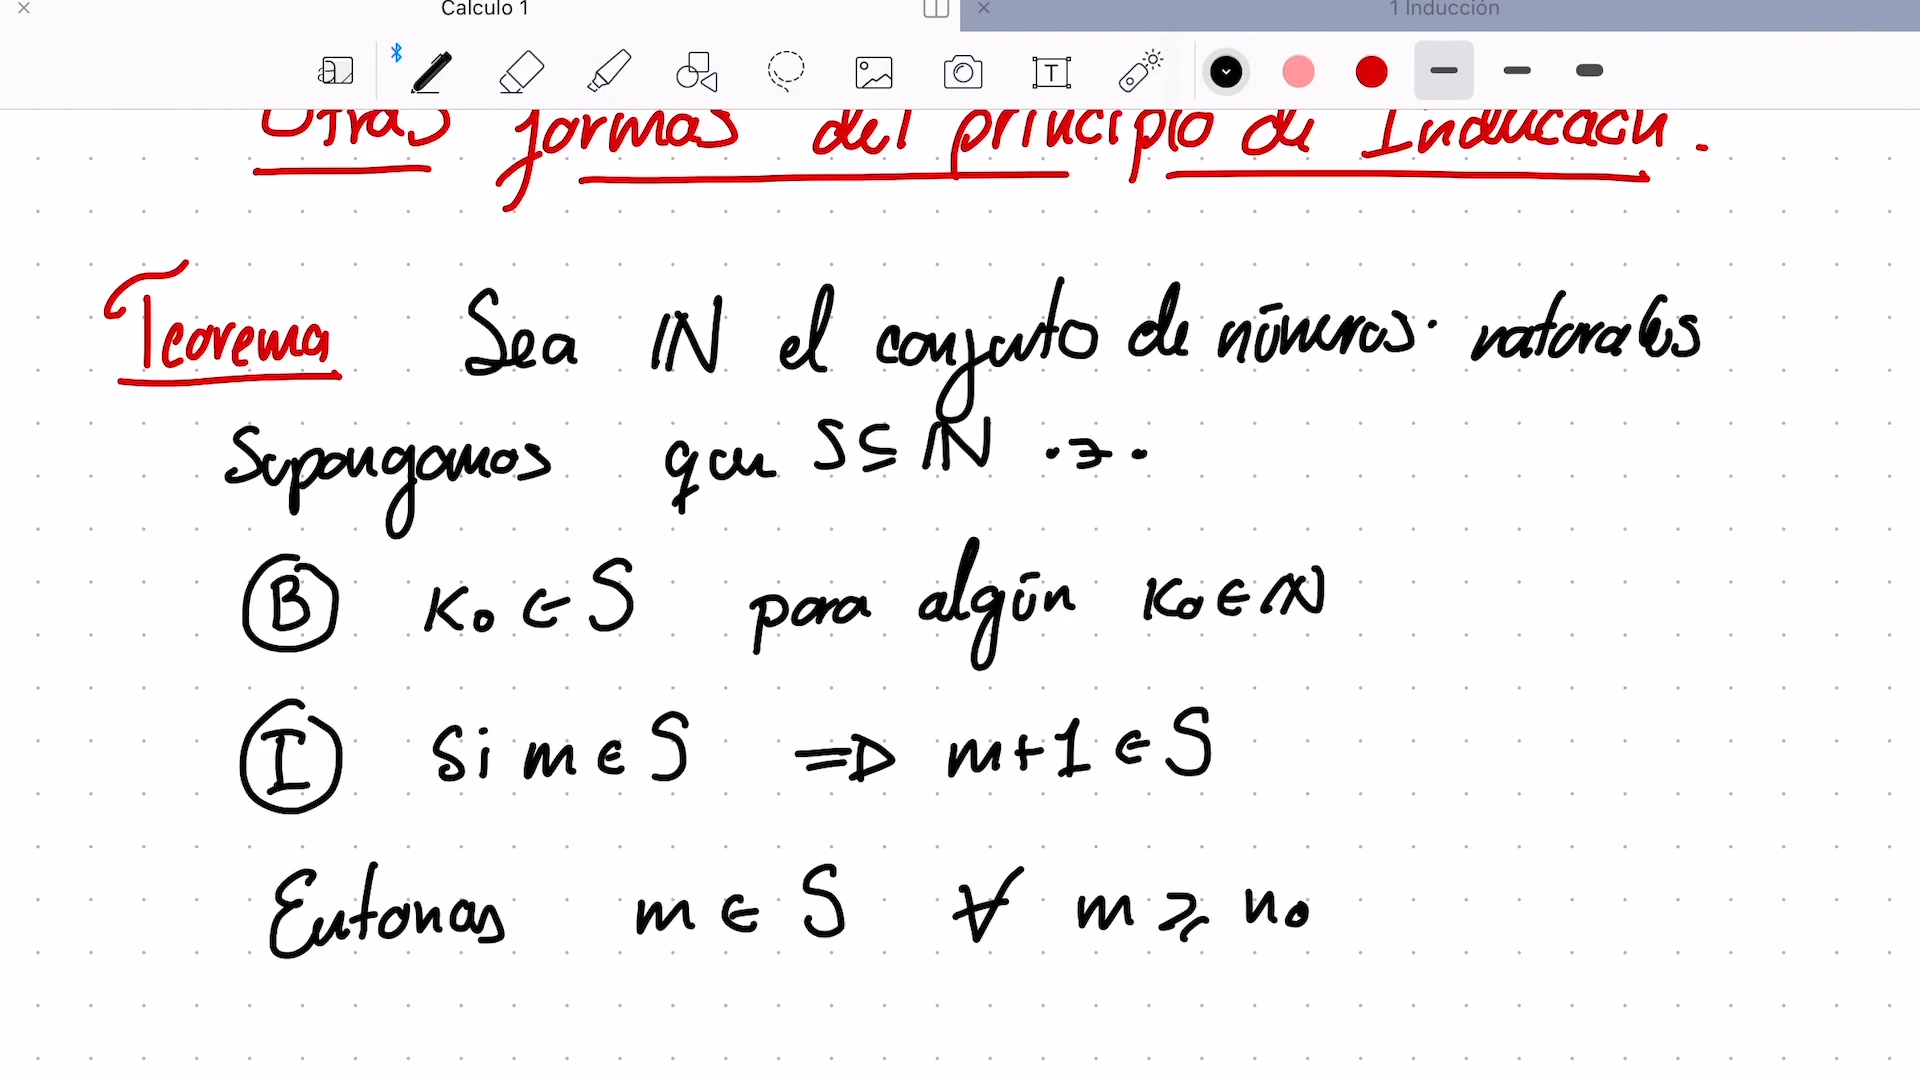 Calculo 1
1 Inducción
Otras formas del principio de Inducción.
Teorema Sea ℕ el conjunto de números naturales
Supongamos que S ⊆ ℕ ·∋·
Ⓑ K₀ ∈ S para algún K₀ ∈ ℕ
Ⓘ Si m ∈ S ⇒ m+1 ∈ S
Entonces m ∈ S ∀ m ⩾ n₀